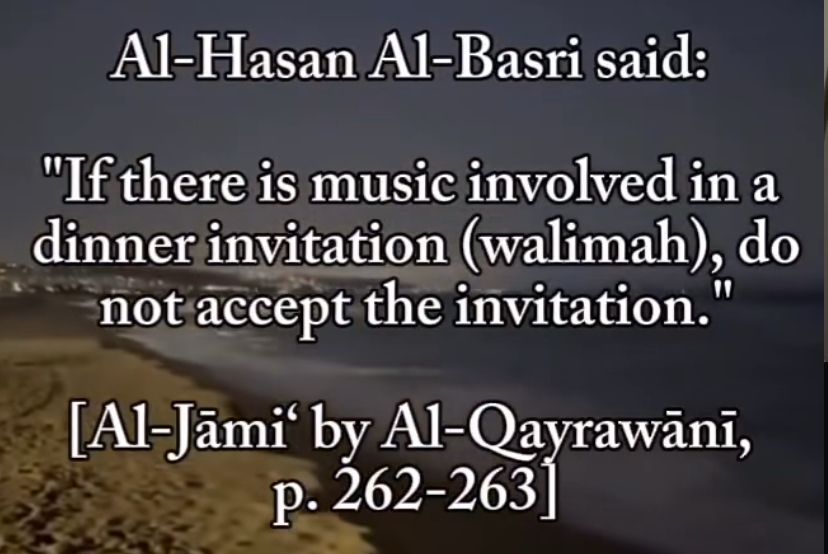 Al-Hasan Al-Basri said:
"If there is music involved in a
dinner invitation (walimah), do
not accept the invitation."
[Al-Jāmi‘ by Al-Qayrawānī,
p. 262-263]